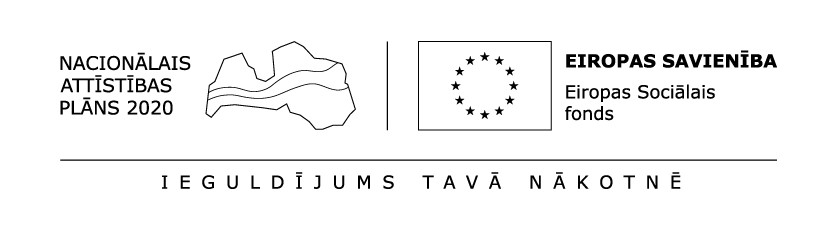 NACIONĀLAIS
ATTĪSTĪBAS
PLĀNS 2020
EIROPAS SAVIENĪBA
Eiropas Sociālais
fonds
IEGULDĪJUMS TAVĀ NĀKOTNĒ